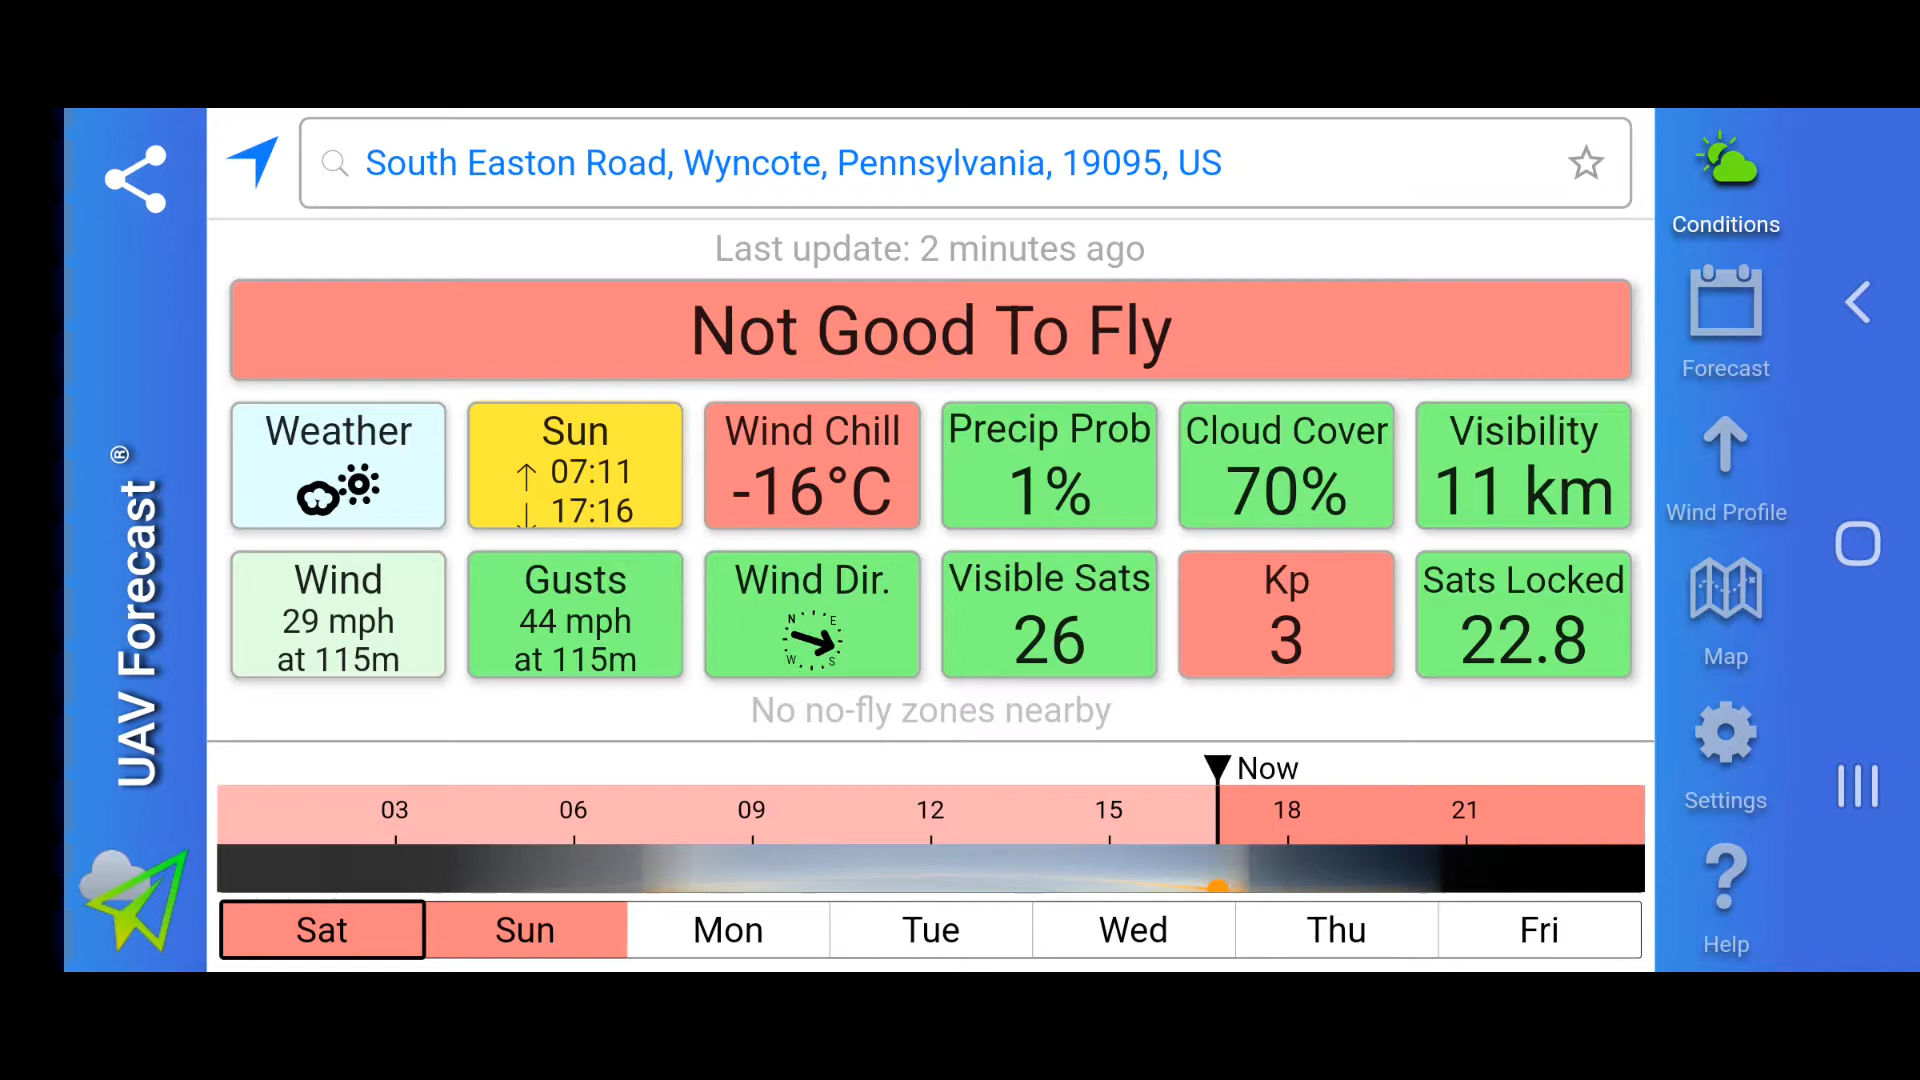 South Easton Road, Wyncote, Pennsylvania, 19095, US
Last update: 2 minutes ago
Not Good To Fly
Weather
Sun
↑ 07:11
↓ 17:16
Wind Chill
-16°C
Precip Prob
1%
Cloud Cover
70%
Visibility
11 km
Wind
29 mph
at 115m
Gusts
44 mph
at 115m
Wind Dir.
N
E
W
S
Visible Sats
26
Kp
3
Sats Locked
22.8
No no-fly zones nearby
Now
03 06 09 12 15 18 21
Sat Sun Mon Tue Wed Thu Fri
UAV Forecast®
Conditions
Forecast
Wind Profile
Map
Settings
?
Help